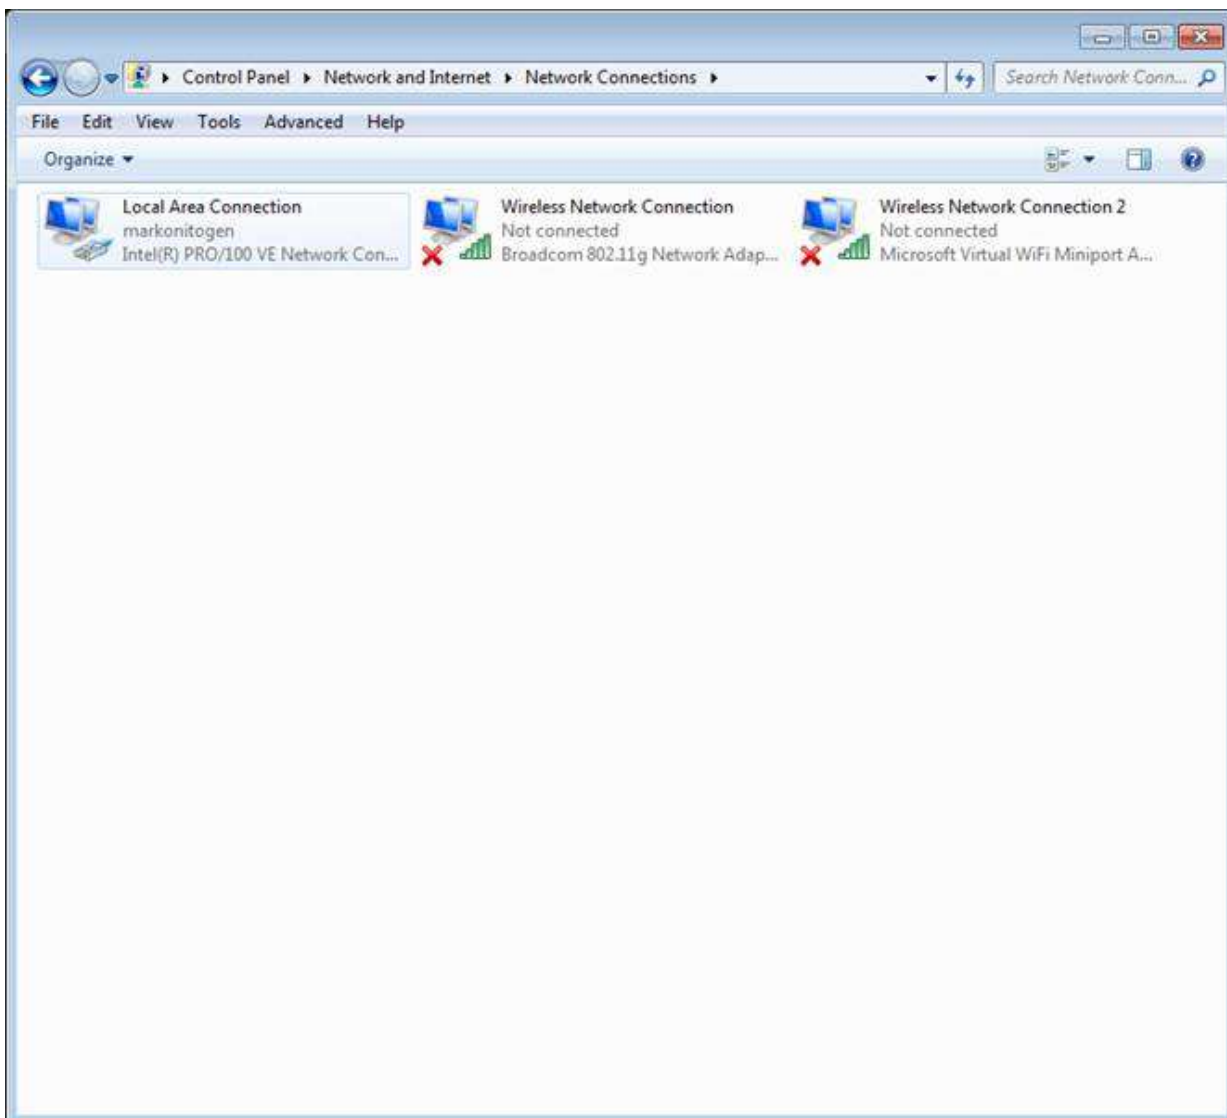 Control Panel Network and Internet Network Connections
Search Network Conn...
File Edit View Tools Advanced Help
Organize
Local Area Connection
markonitogen
Intel(R) PRO/100 VE Network Con...
Wireless Network Connection
Not connected
Broadcom 802.11g Network Adap...
Wireless Network Connection 2
Not connected
Microsoft Virtual WiFi Miniport A...